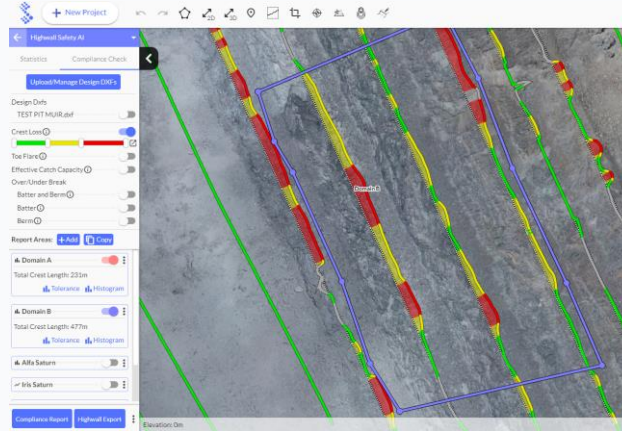 + New Project
2D
3D
Highwall Safety AI
Statistics
Compliance Check
Upload/Manage Design DXFs
Design Dxfs
TEST PIT MUIR.dxf
Crest Loss
Toe Flare
Effective Catch Capacity
Over/Under Break
Batter and Berm
Batter
Berm
Report Areas: +Add Copy
Domain A
Total Crest Length: 231m
Tolerance Histogram
Domain B
Total Crest Length: 477m
Tolerance Histogram
Alfa Saturn
Iris Saturn
Compliance Report Highwall Export
Domain B
Elevation: 0m